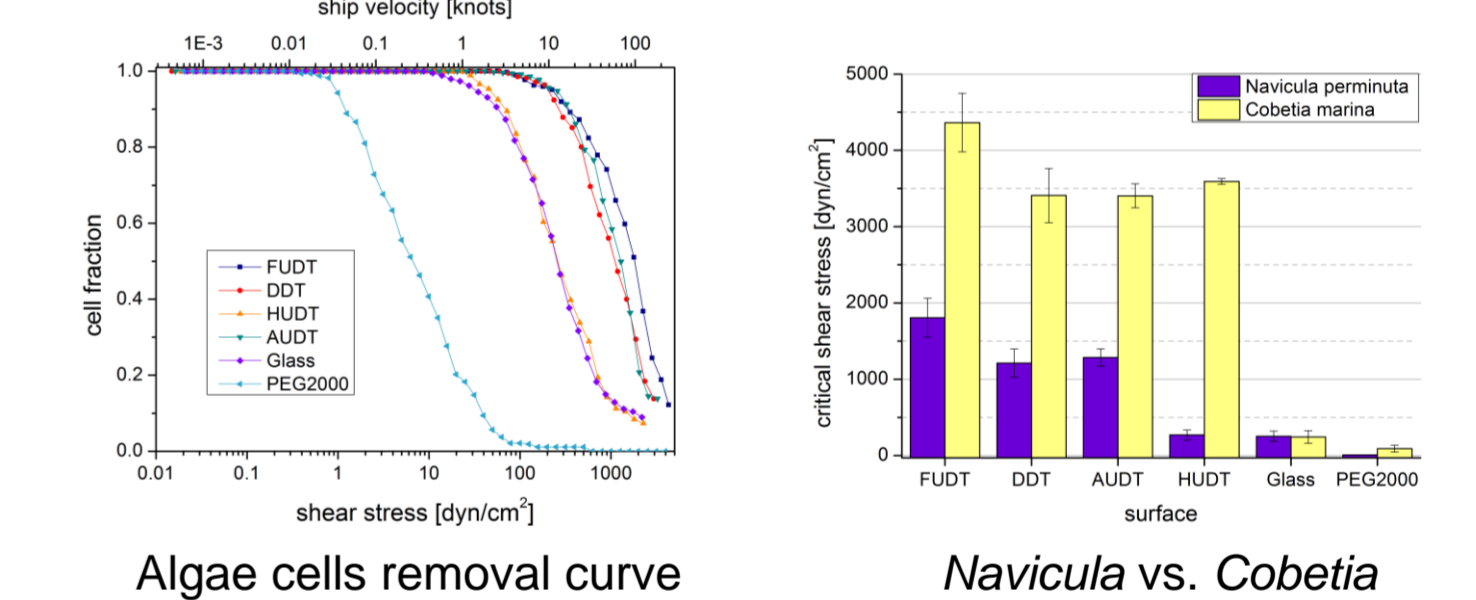 ship velocity [knots]
1E-3 0.01 0.1 1 10 100
1.0
0.8
0.6
0.4
0.2
0.0
cell fraction
FUDT
DDT
HUDT
AUDT
Glass
PEG2000
0.01 0.1 1 10 100 1000
shear stress [dyn/cm²]
Algae cells removal curve
5000
4000
3000
2000
1000
0
critical shear stress [dyn/cm²]
Navicula perminuta
Cobetia marina
FUDT DDT AUDT HUDT Glass PEG2000
surface
Navicula vs. Cobetia